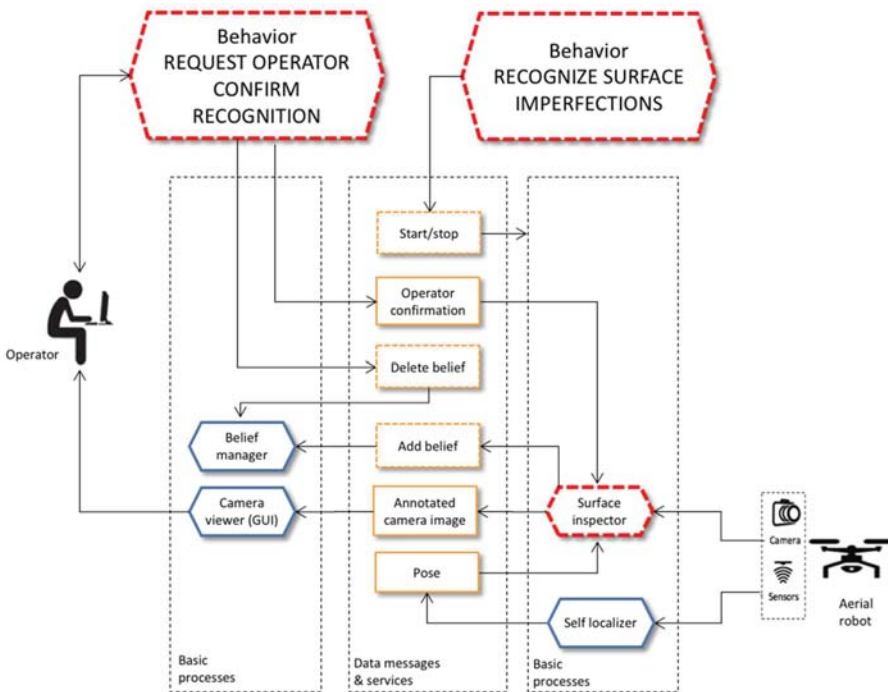 Behavior
REQUEST OPERATOR
CONFIRM
RECOGNITION
Behavior
RECOGNIZE SURFACE
IMPERFECTIONS
Start/stop
Operator
confirmation
Operator
Delete belief
Belief
manager
Add belief
Camera
viewer (GUI)
Annotated
camera image
Surface
inspector
Camera
Pose
Sensors
Aerial
robot
Self localizer
Basic
processes
Data messages
& services
Basic
processes